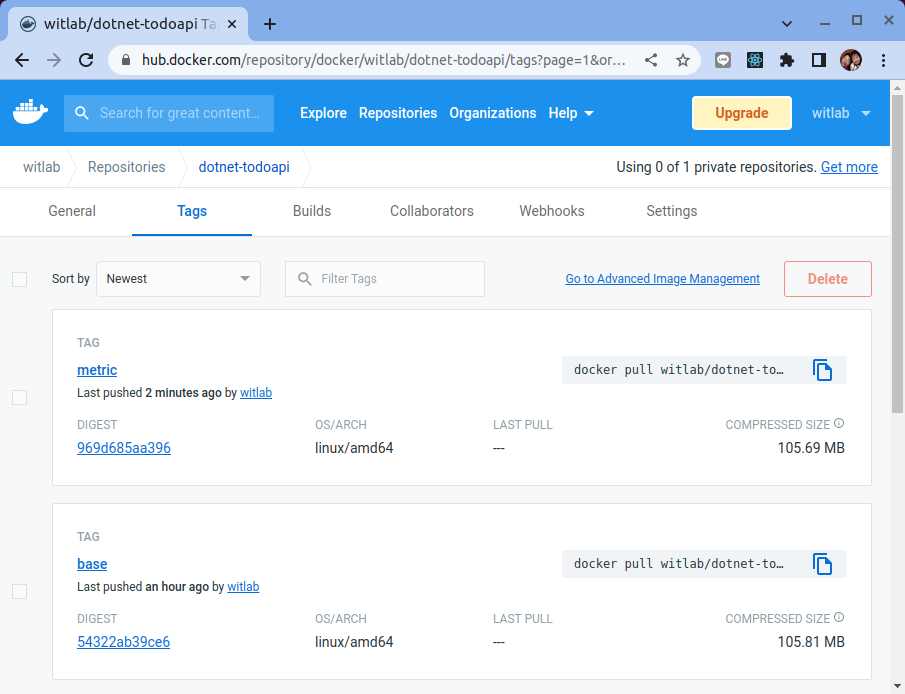 witlab/dotnet-todoapi Ta
hub.docker.com/repository/docker/witlab/dotnet-todoapi/tags?page=1&or...
Search for great content...
Explore Repositories Organizations Help
Upgrade
witlab
witlab Repositories dotnet-todoapi
Using 0 of 1 private repositories. Get more
General Tags Builds Collaborators Webhooks Settings
Sort by Newest
Filter Tags
Go to Advanced Image Management
Delete
TAG
metric
docker pull witlab/dotnet-to...
Last pushed 2 minutes ago by witlab
DIGEST OS/ARCH LAST PULL COMPRESSED SIZE
969d685aa396 linux/amd64 --- 105.69 MB
TAG
base
docker pull witlab/dotnet-to...
Last pushed an hour ago by witlab
DIGEST OS/ARCH LAST PULL COMPRESSED SIZE
54322ab39ce6 linux/amd64 --- 105.81 MB